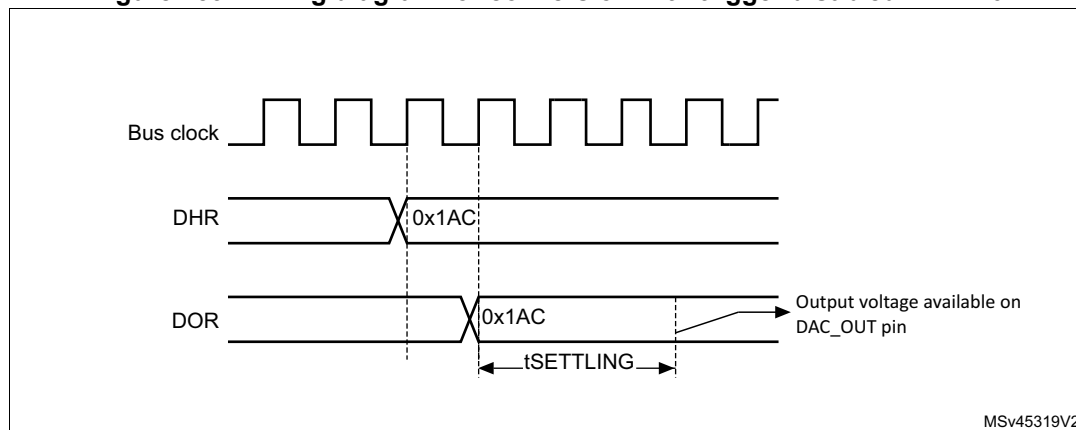 Bus clock
DHR
0x1AC
DOR
0x1AC
Output voltage available on
DAC_OUT pin
tSETTLING
MSv45319V2